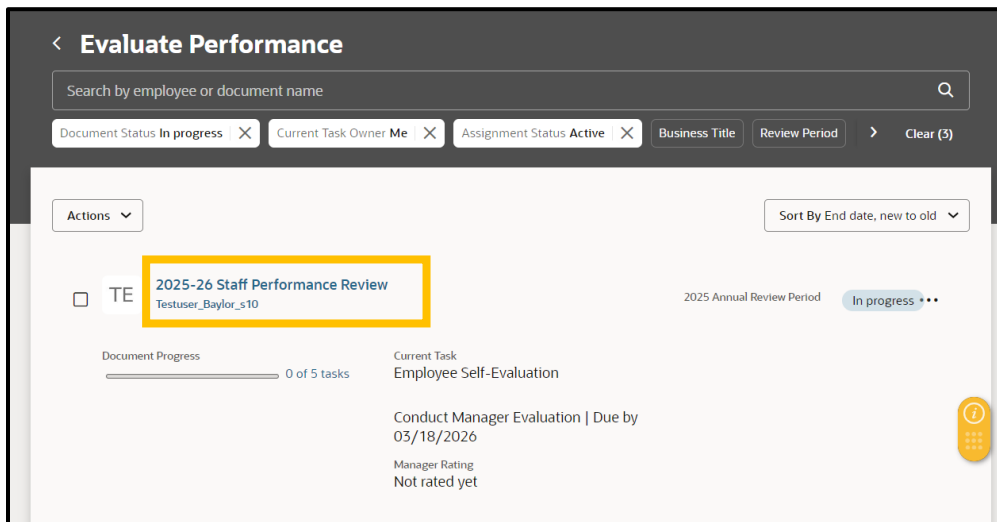 Evaluate Performance
Search by employee or document name
Document Status In progress Current Task Owner Me Assignment Status Active Business Title Review Period Clear (3)
Actions Sort By End date, new to old
TE 2025-26 Staff Performance Review
Testuser_Baylor_s10
2025 Annual Review Period In progress
Document Progress
0 of 5 tasks
Current Task
Employee Self-Evaluation
Conduct Manager Evaluation | Due by
03/18/2026
Manager Rating
Not rated yet